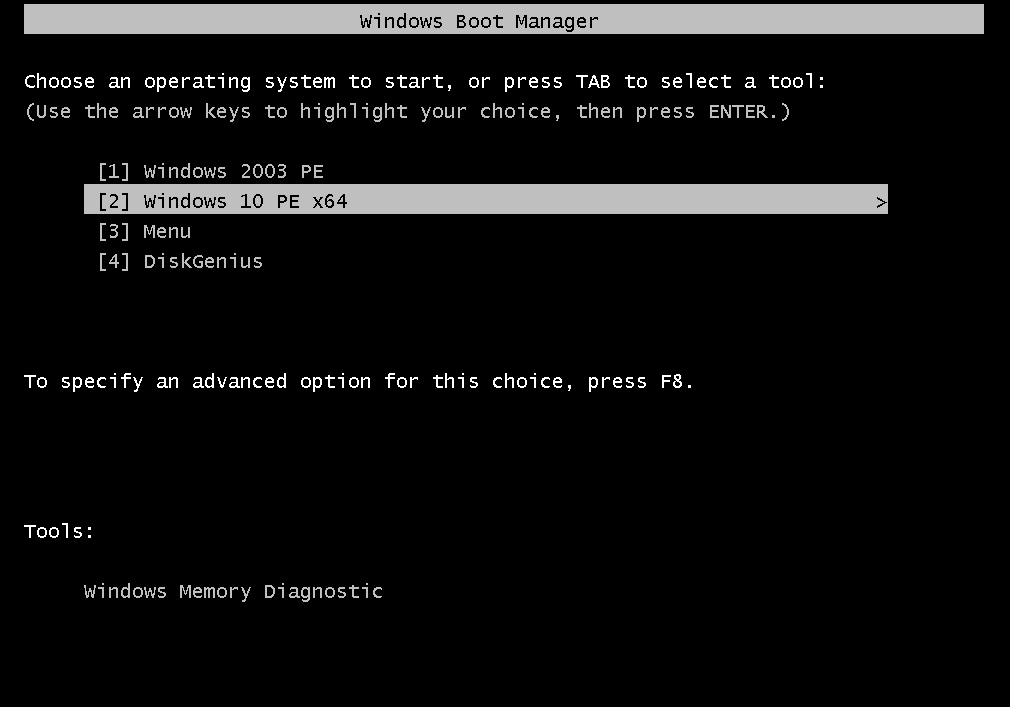 Windows Boot Manager
Choose an operating system to start, or press TAB to select a tool:
(Use the arrow keys to highlight your choice, then press ENTER.)
[1] Windows 2003 PE
[2] Windows 10 PE x64 >
[3] Menu
[4] DiskGenius
To specify an advanced option for this choice, press F8.
Tools:
Windows Memory Diagnostic